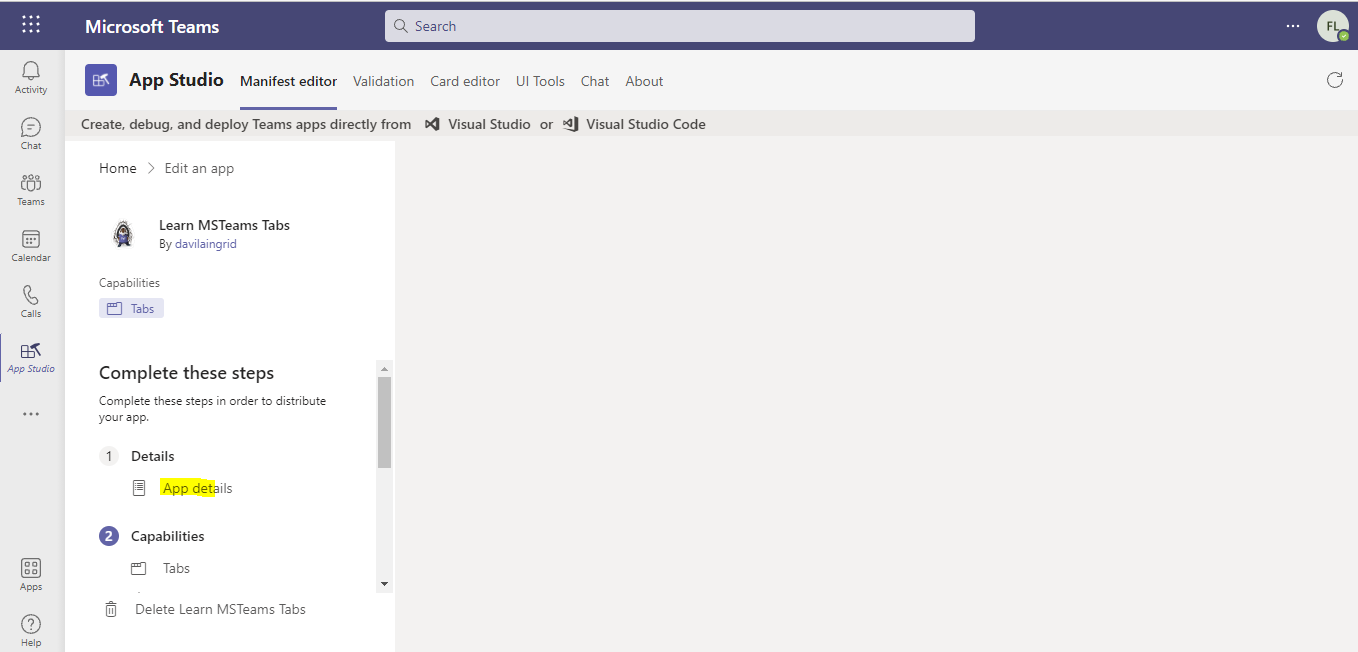 Microsoft Teams
Search
FL
Activity
Chat
Teams
Calendar
Calls
App Studio
Apps
Help
App Studio Manifest editor Validation Card editor UI Tools Chat About
Create, debug, and deploy Teams apps directly from Visual Studio or Visual Studio Code
Home Edit an app
Learn MSTeams Tabs
By davilaingrid
Capabilities
Tabs
Complete these steps
Complete these steps in order to distribute
your app.
1 Details
App details
2 Capabilities
Tabs
Delete Learn MSTeams Tabs